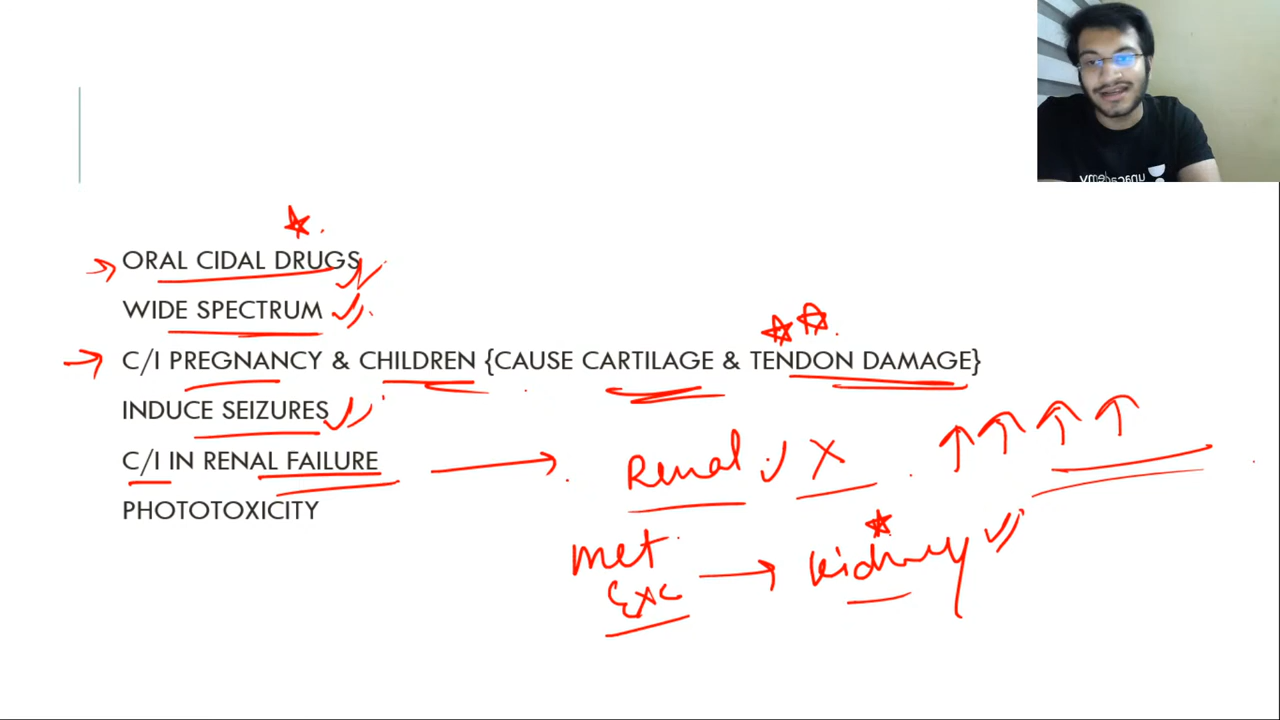 ORAL CIDAL DRUGS
WIDE SPECTRUM
C/I PREGNANCY & CHILDREN {CAUSE CARTILAGE & TENDON DAMAGE}
INDUCE SEIZURES
C/I IN RENAL FAILURE
Renal X ↑↑↑↑
PHOTOTOXICITY
Met
Exc → kidney
unacademy